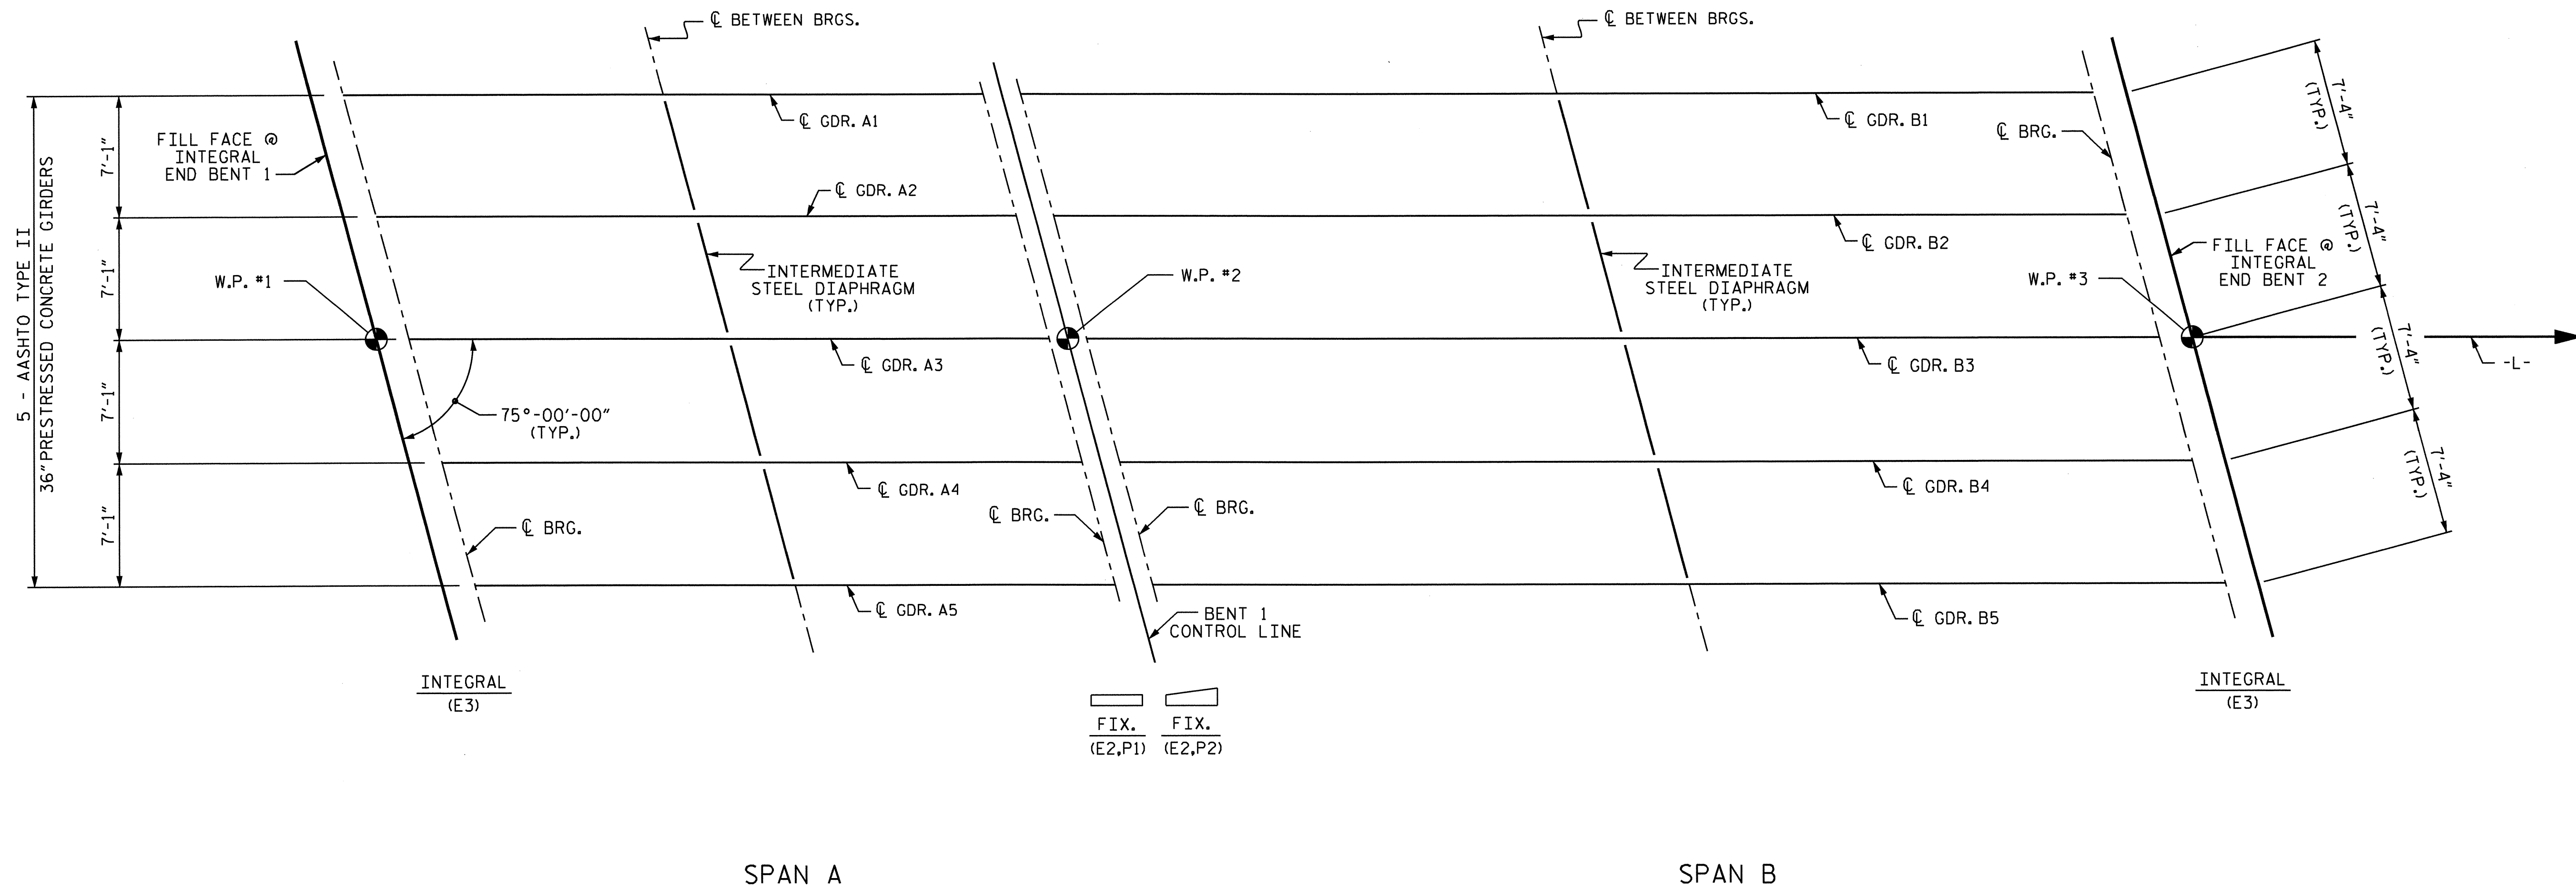 ℄ BETWEEN BRGS.
℄ BETWEEN BRGS.
FILL FACE @
INTEGRAL
END BENT 1
℄ GDR. A1
℄ GDR. B1
℄ BRG.
7'-4"
(TYP.)
7'-1"
℄ GDR. A2
℄ GDR. B2
7'-4"
(TYP.)
5 - AASHTO TYPE II
36" PRESTRESSED CONCRETE GIRDERS
7'-1"
W.P. #1
INTERMEDIATE
STEEL DIAPHRAGM
(TYP.)
W.P. #2
INTERMEDIATE
STEEL DIAPHRAGM
(TYP.)
W.P. #3
FILL FACE @
INTEGRAL
END BENT 2
℄ GDR. A3
℄ GDR. B3
7'-4"
(TYP.)
-L-
7'-1"
75°-00'-00"
(TYP.)
℄ GDR. A4
℄ GDR. B4
7'-4"
(TYP.)
7'-1"
℄ BRG.
℄ BRG.
℄ BRG.
℄ GDR. A5
℄ GDR. B5
BENT 1
CONTROL LINE
INTEGRAL
(E3)
FIX.
(E2,P1)
FIX.
(E2,P2)
INTEGRAL
(E3)
SPAN A
SPAN B